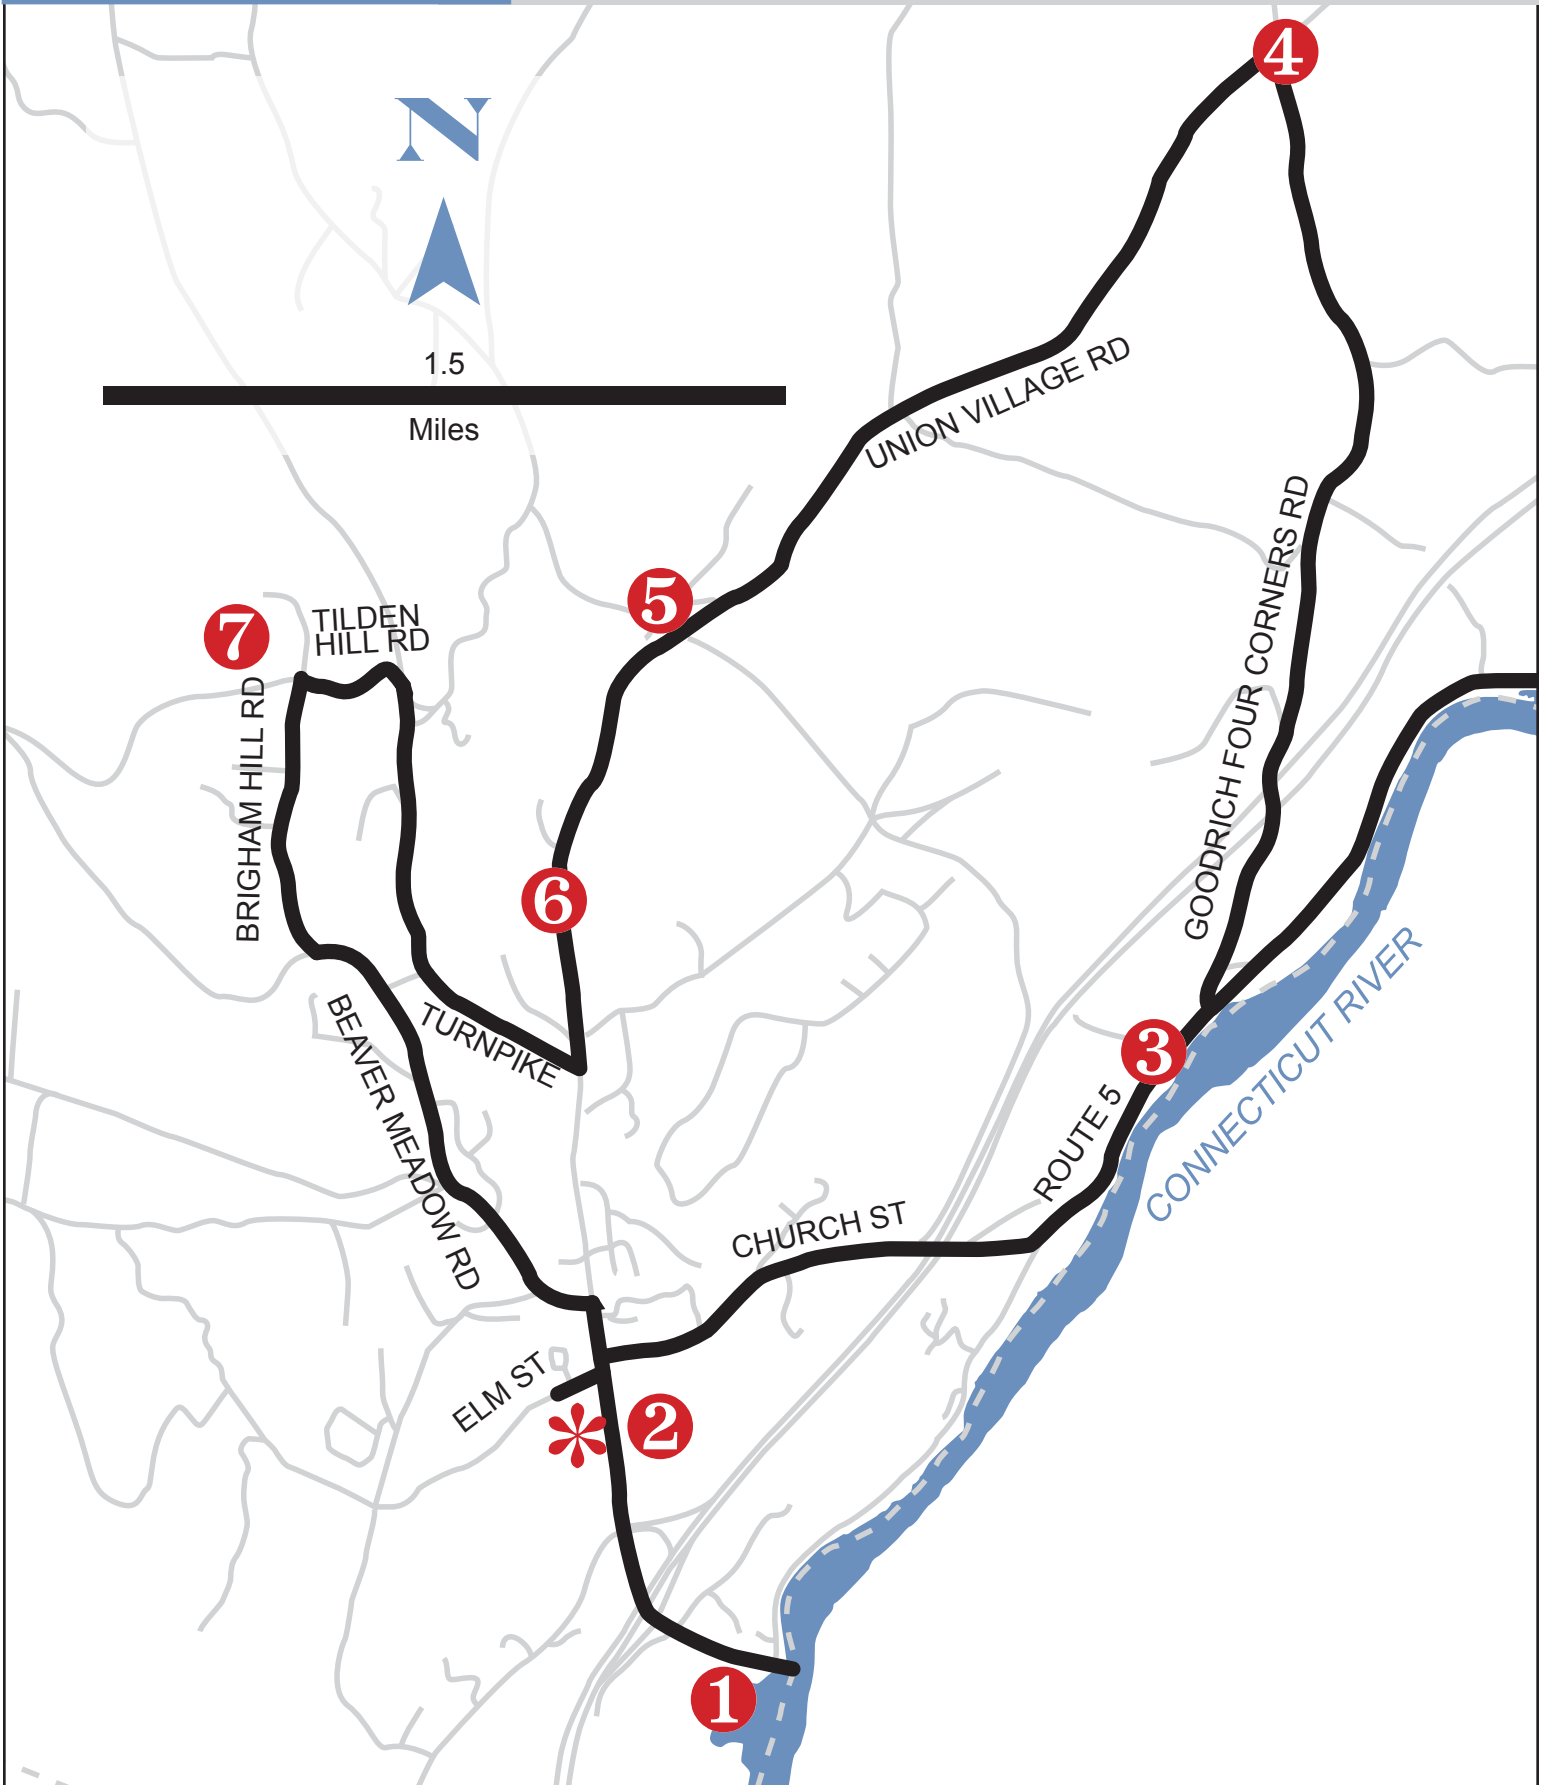 4
N
1.5
Miles
UNION VILLAGE RD
GOODRICH FOUR CORNERS RD
5
7
TILDEN
HILL RD
BRIGHAM HILL RD
6
TURNPIKE
BEAVER MEADOW RD
3
ROUTE 5
CONNECTICUT RIVER
CHURCH ST
ELM ST
*
2
1